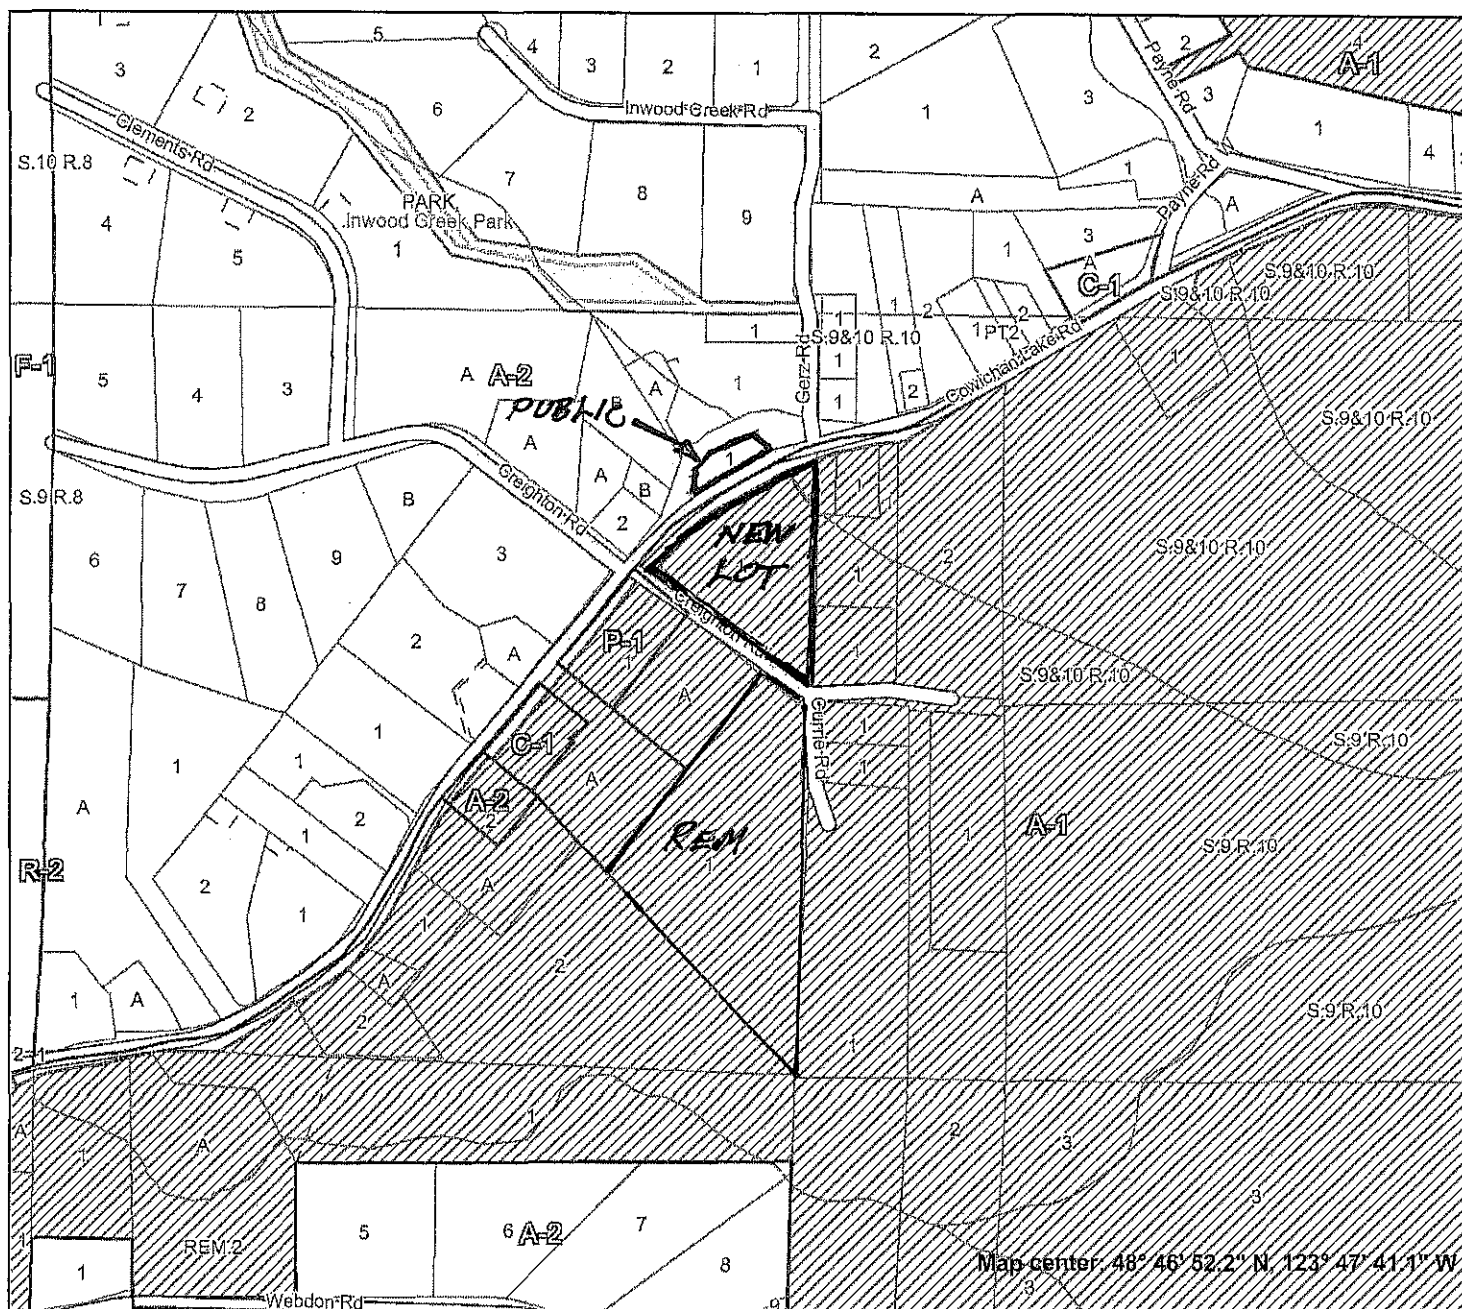 5
4
3
2
1
2
Payne Rd
2
4
A-1
3
2
6
Inwood Creek Rd
1
3
3
1
4
Clements Rd
S.10 R.8
7
8
9
PARK
Inwood Creek Park
4
5
1
A
1
Payne Rd
A
1
3
A
C-1
S.9&10 R.10
S.9&10 R.10
F-1
5
4
3
A
A-2
A
B
1
1
1
S.9&10 R.10
1
1
Gerz Rd
1
2
1
PT2
2
2
Cowichan Lake Rd
1
S.9&10 R.10
PUBLIC
1
A
A
B
2
Creighton Rd
S.9 R.8
B
6
7
8
9
3
NEW
LOT
1
1
2
S.9&10 R.10
1
Creighton Rd
P-1
1
A
2
A
1
S.9&10 R.10
1
1
Currie Rd
S.9 R.10
C-1
A
1
1
A
A-2
2
REM
1
1
A-1
S.9 R.10
2
1
R-2
2
1
A
1
2
A
2
1
A
S.9 R.10
1
2-1
A
1
A
1
2
3
3
5
6
A-2
7
8
REM 2
1
1
Webdon Rd
9
3
Map center: 48° 46' 52.2" N, 123° 47' 41.1" W